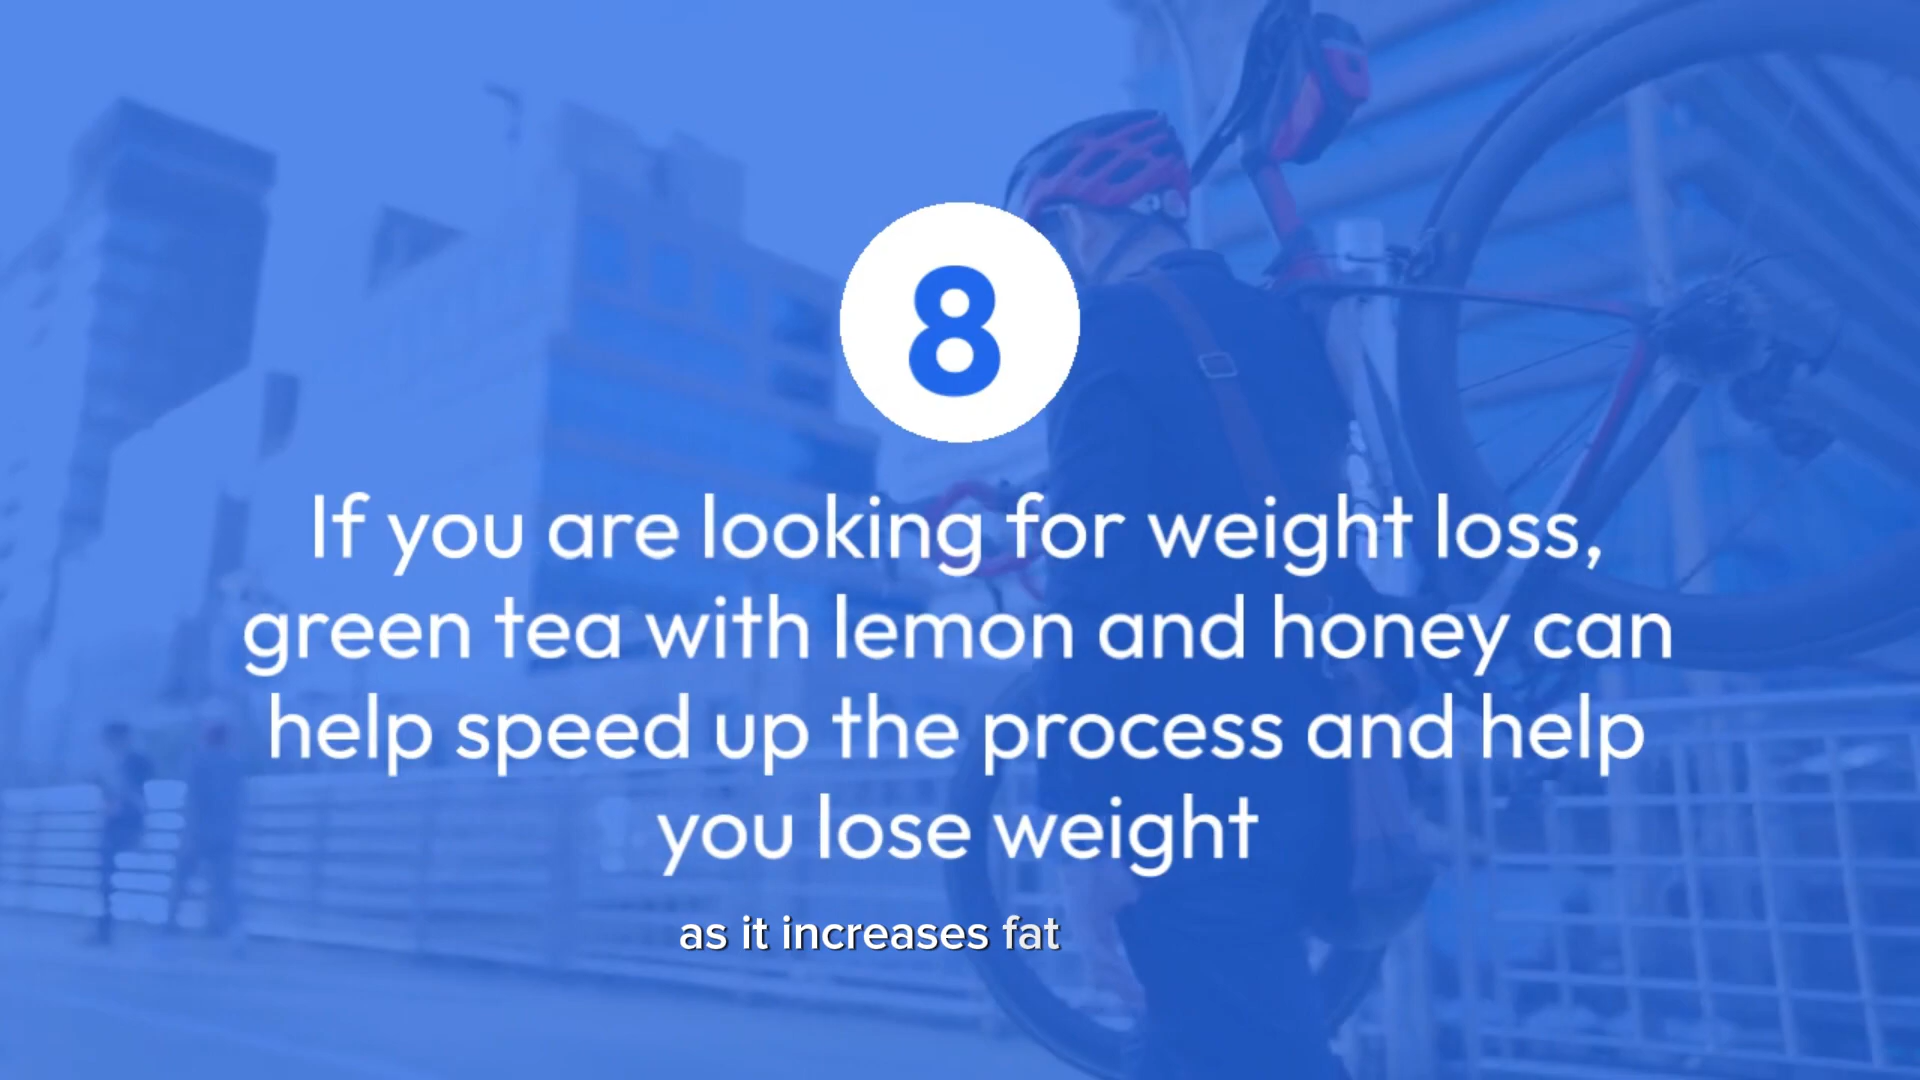 8
If you are looking for weight loss,
green tea with lemon and honey can
help speed up the process and help
you lose weight
as it increases fat